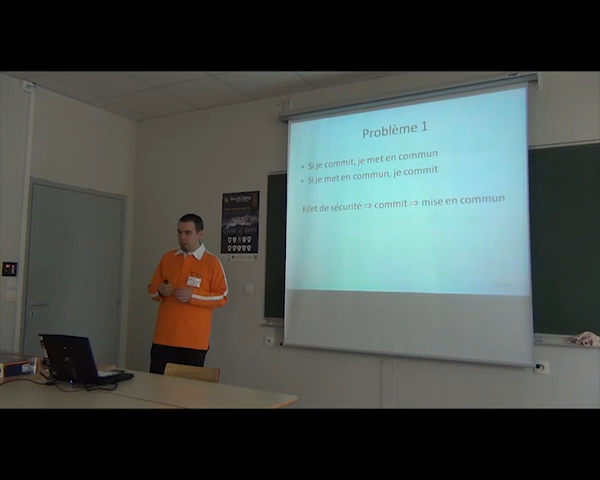 Problème 1
• Si je commit, je met en commun
• Si je met en commun, je commit
Filet de sécurité ⇒ commit ⇒ mise en commun